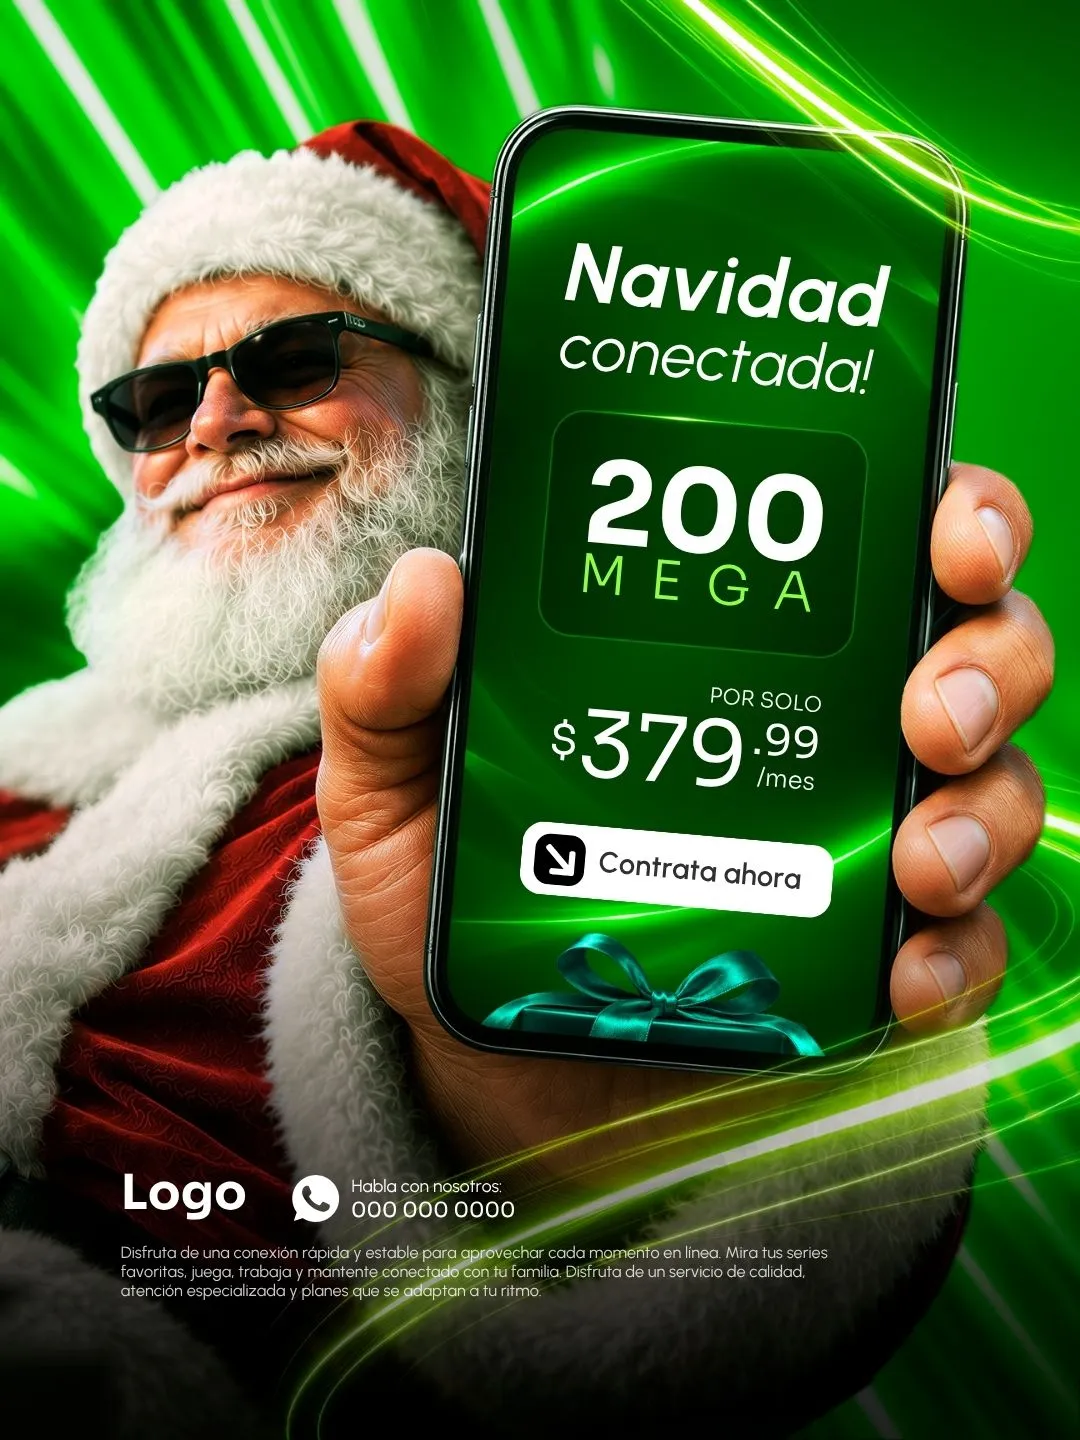 Navidad
conectada!
200
MEGA
POR SOLO
$379.99
/mes
Contrata ahora
Logo
Habla con nosotros:
000 000 0000
Disfruta de una conexión rápida y estable para aprovechar cada momento en línea. Mira tus series
favoritas, juega, trabaja y mantente conectado con tu familia. Disfruta de un servicio de calidad,
atención especializada y planes que se adaptan a tu ritmo.